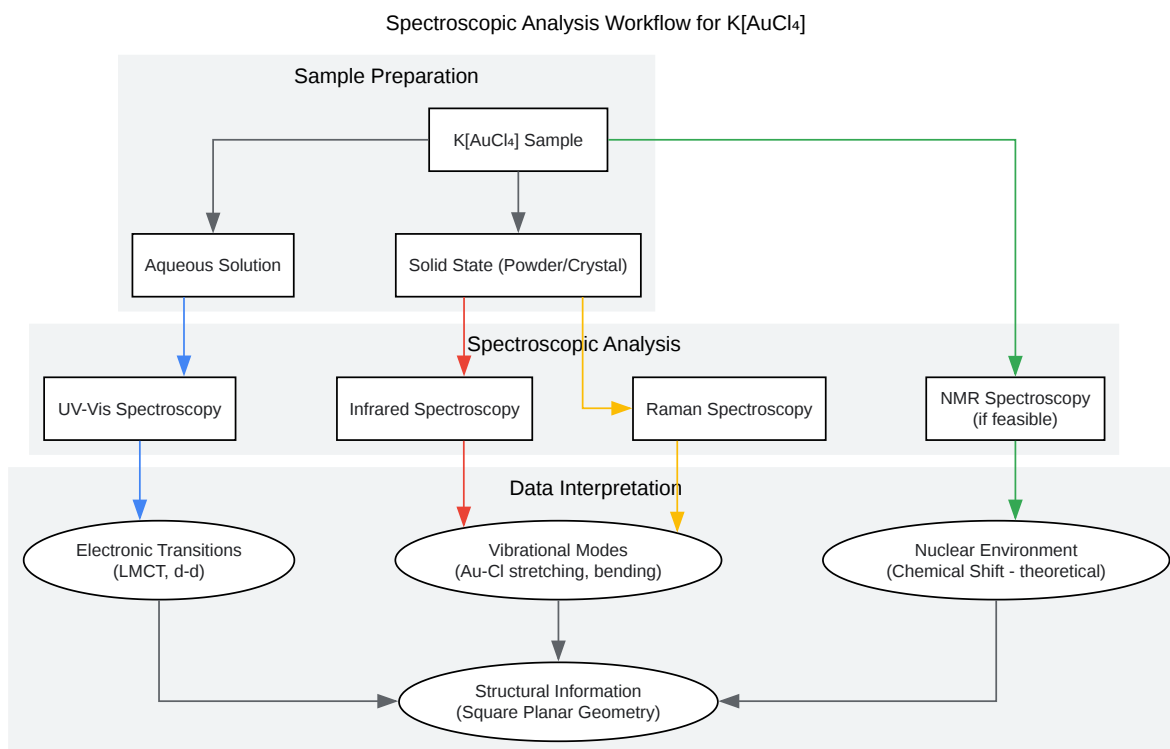 Spectroscopic Analysis Workflow for K[AuCl₄]
Sample Preparation
K[AuCl₄] Sample
Aqueous Solution
Solid State (Powder/Crystal)
Spectroscopic Analysis
UV-Vis Spectroscopy
Infrared Spectroscopy
Raman Spectroscopy
NMR Spectroscopy
(if feasible)
Data Interpretation
Electronic Transitions
(LMCT, d-d)
Vibrational Modes
(Au-Cl stretching, bending)
Nuclear Environment
(Chemical Shift - theoretical)
Structural Information
(Square Planar Geometry)